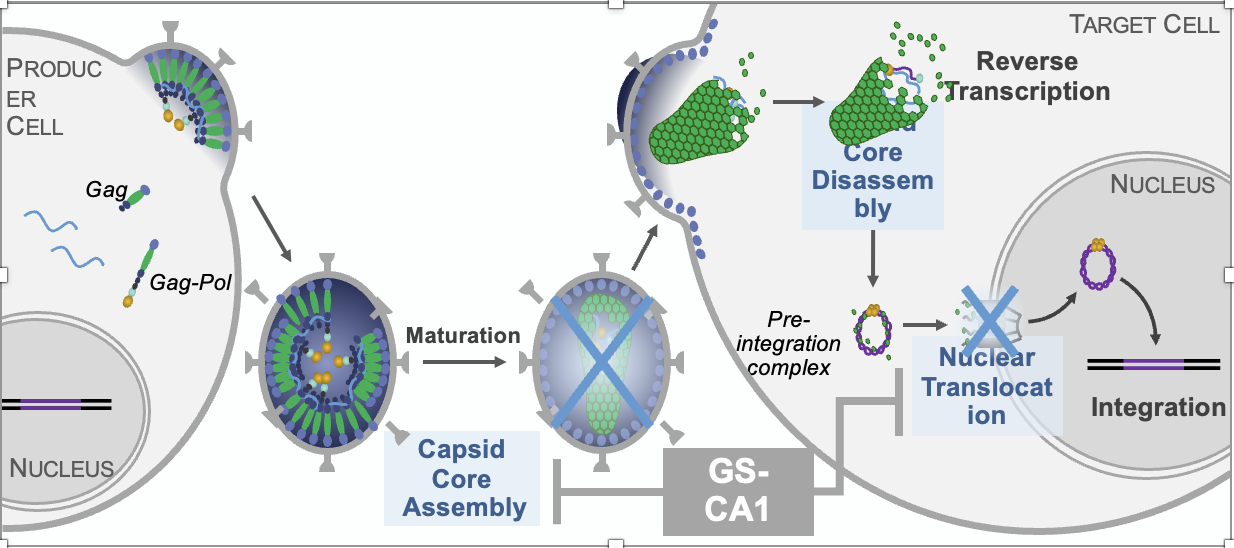 PRODUC
ER
CELL
Gag
Gag-Pol
NUCLEUS
Maturation
Capsid
Core
Assembly
GS-
CA1
TARGET CELL
Reverse
Transcription
Core
Disassem
bly
Pre-
integration
complex
Nuclear
Translocat
ion
NUCLEUS
Integration